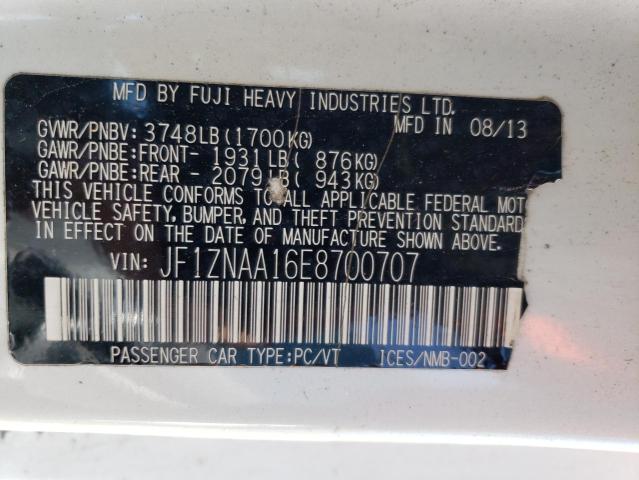 MFD BY FUJI HEAVY INDUSTRIES LTD.
MFD IN 08/13
GVWR/PNBV: 3748LB(1700KG)
GAWR/PNBE:FRONT- 1931LB( 876KG)
GAWR/PNBE:REAR - 2079LB( 943KG)
THIS VEHICLE CONFORMS TO ALL APPLICABLE FEDERAL MOT
VEHICLE SAFETY, BUMPER, AND THEFT PREVENTION STANDARD
IN EFFECT ON THE DATE OF MANUFACTURE SHOWN ABOVE.
VIN: JF1ZNAA16E8700707
PASSENGER CAR TYPE:PC/VT ICES/NMB-002